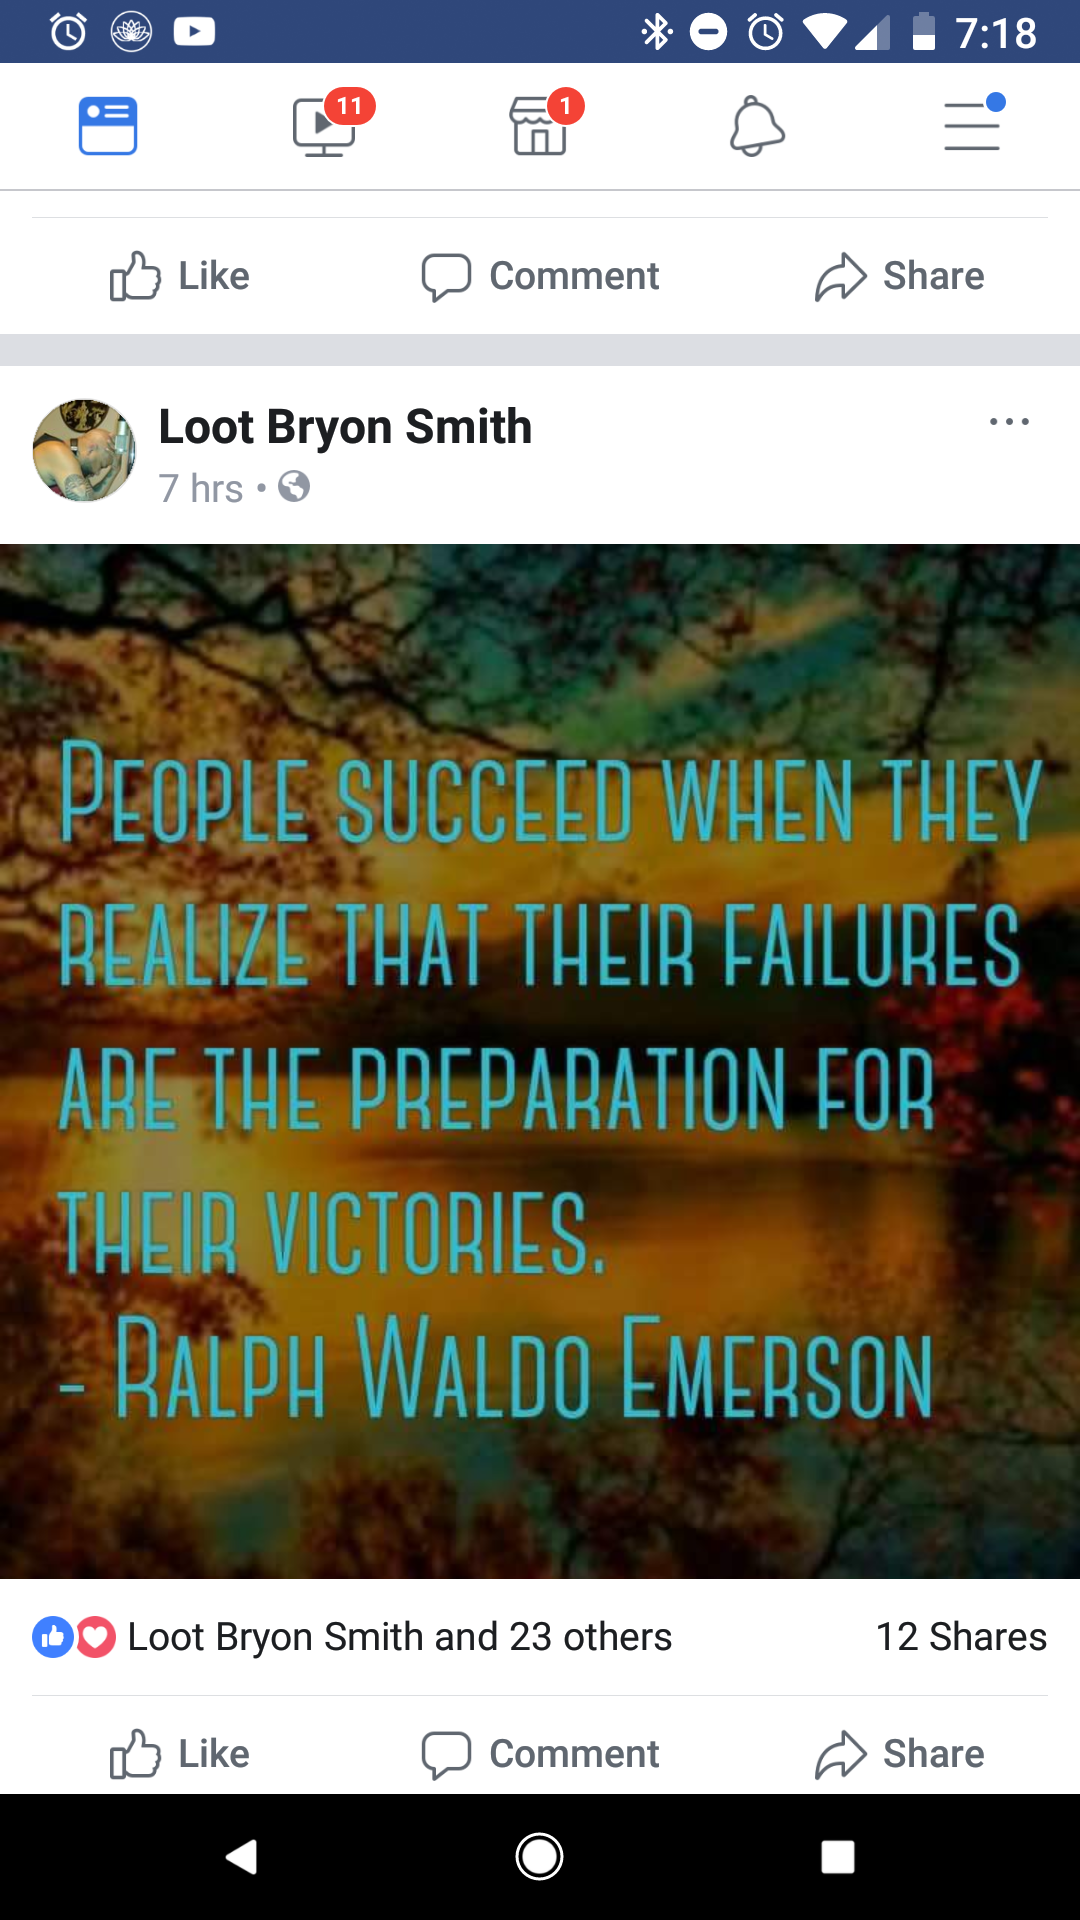 7:18
11
1
Like Comment Share
Loot Bryon Smith
7 hrs •
PEOPLE SUCCEED WHEN THEY
REALIZE THAT THEIR FAILURES
ARE THE PREPARATION FOR
THEIR VICTORIES.
- RALPH WALDO EMERSON
Loot Bryon Smith and 23 others 12 Shares
Like Comment Share